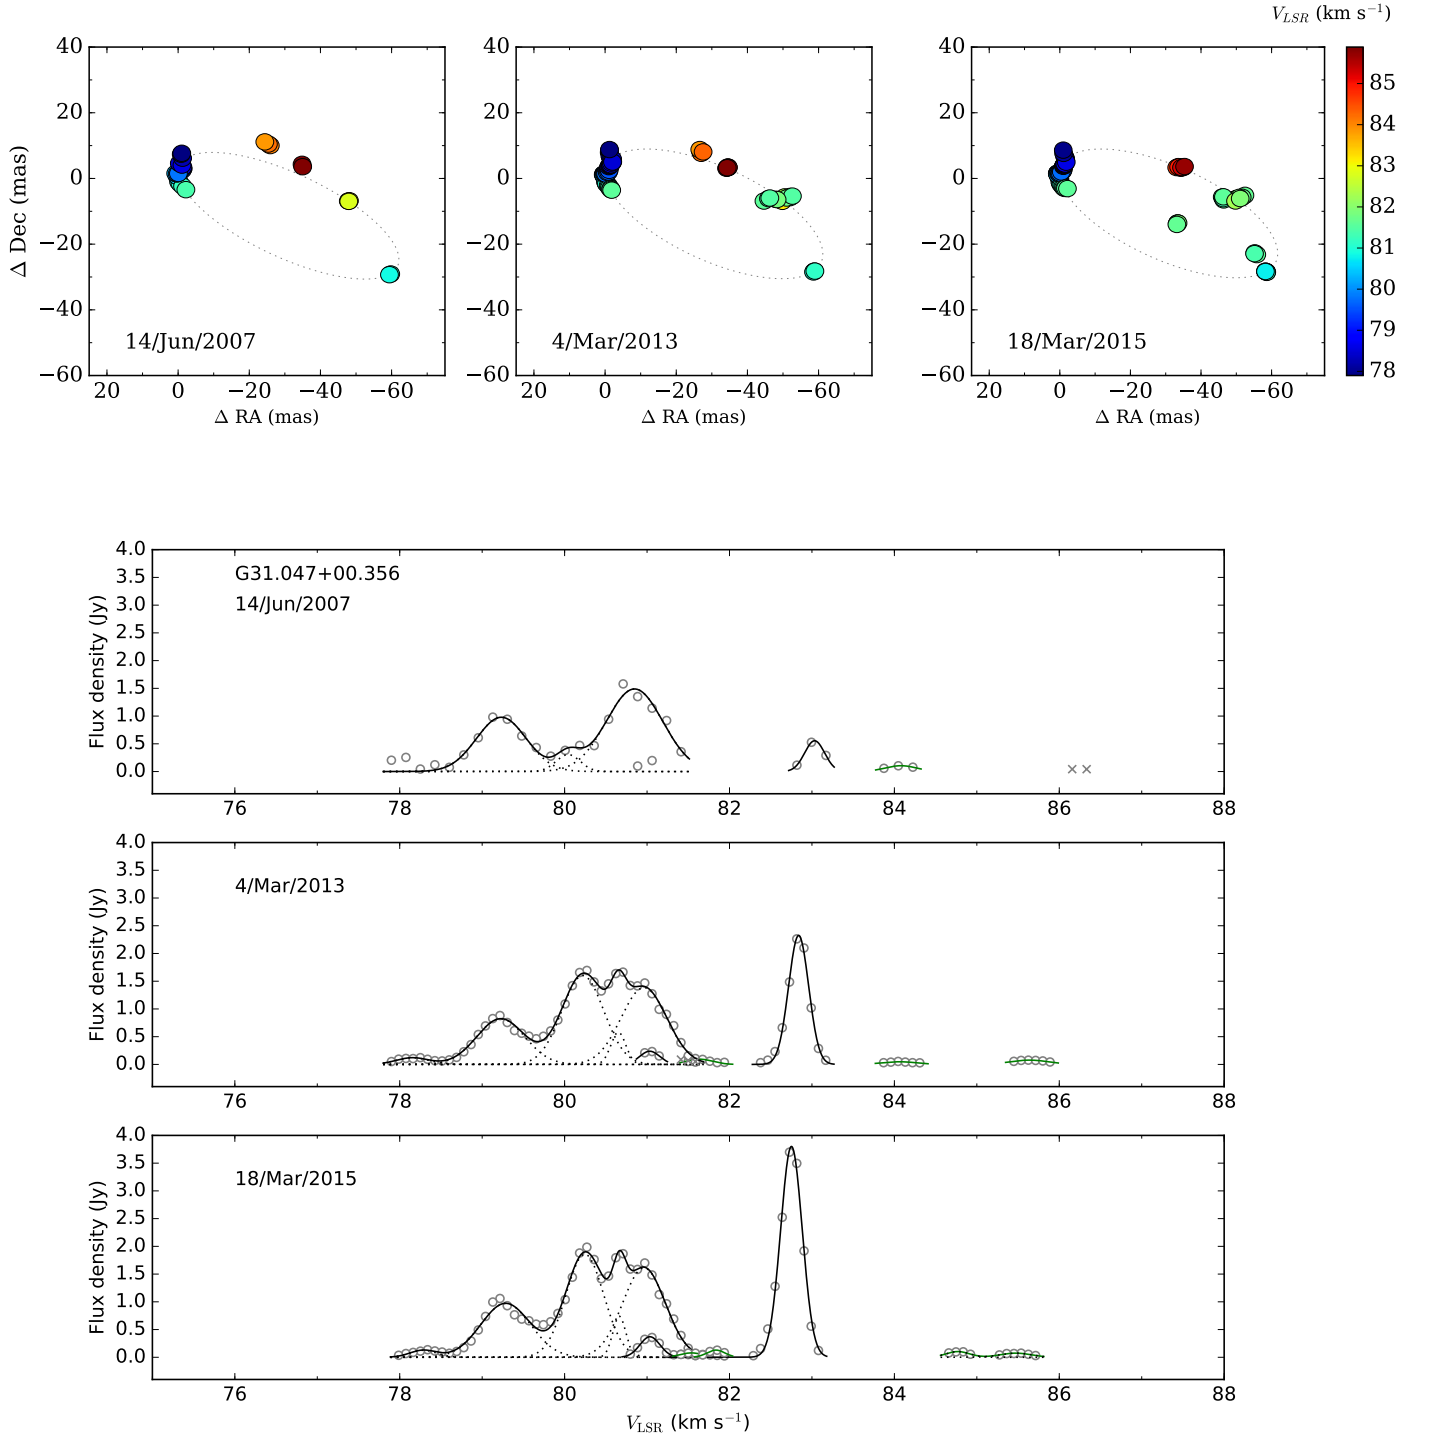 V_LSR (km s⁻¹)
40
20
0
−20
−40
−60
Δ Dec (mas)
14/Jun/2007
20 0 −20 −40 −60
Δ RA (mas)
40
20
0
−20
−40
−60
4/Mar/2013
20 0 −20 −40 −60
Δ RA (mas)
40
20
0
−20
−40
−60
18/Mar/2015
20 0 −20 −40 −60
Δ RA (mas)
85
84
83
82
81
80
79
78
4.0
3.5
3.0
2.5
2.0
1.5
1.0
0.5
0.0
Flux density (Jy)
G31.047+00.356
14/Jun/2007
76 78 80 82 84 86 88
4.0
3.5
3.0
2.5
2.0
1.5
1.0
0.5
0.0
Flux density (Jy)
4/Mar/2013
76 78 80 82 84 86 88
4.0
3.5
3.0
2.5
2.0
1.5
1.0
0.5
0.0
Flux density (Jy)
18/Mar/2015
76 78 80 82 84 86 88
V_LSR (km s⁻¹)